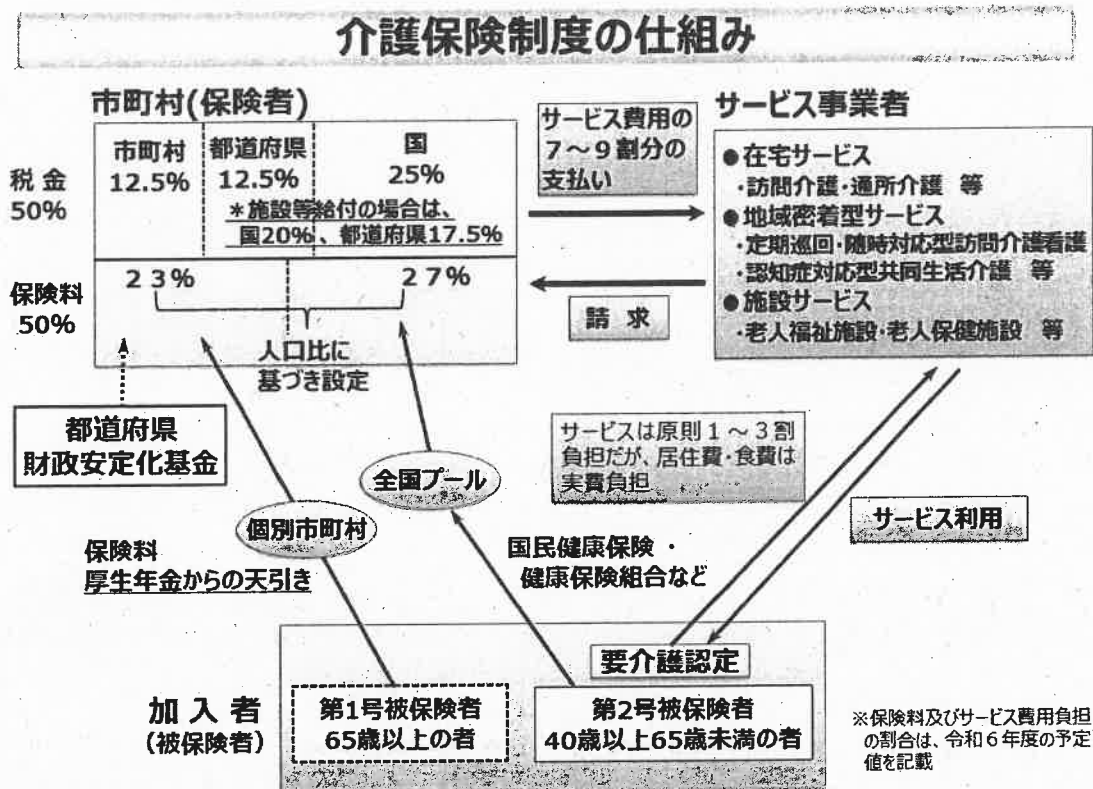 介護保険制度の仕組み
市町村(保険者)
税金
50%
市町村
12.5%
都道府県
12.5%
国
25%
＊施設等給付の場合は、
国20%、都道府県17.5%
保険料
50%
２３%
２７%
人口比に
基づき設定
サービス費用の
７～９割分の
支払い
請 求
サービス事業者
●在宅サービス
・訪問介護・通所介護 等
●地域密着型サービス
・定期巡回・随時対応型訪問介護看護
・認知症対応型共同生活介護 等
●施設サービス
・老人福祉施設・老人保健施設 等
都道府県
財政安定化基金
全国プール
個別市町村
サービスは原則１～３割
負担だが、居住費・食費は
実費負担
サービス利用
保険料
厚生年金からの天引き
国民健康保険・
健康保険組合など
要介護認定
加 入 者
(被保険者)
第1号被保険者
65歳以上の者
第2号被保険者
40歳以上65歳未満の者
※保険料及びサービス費用負担
の割合は、令和６年度の予定
値を記載